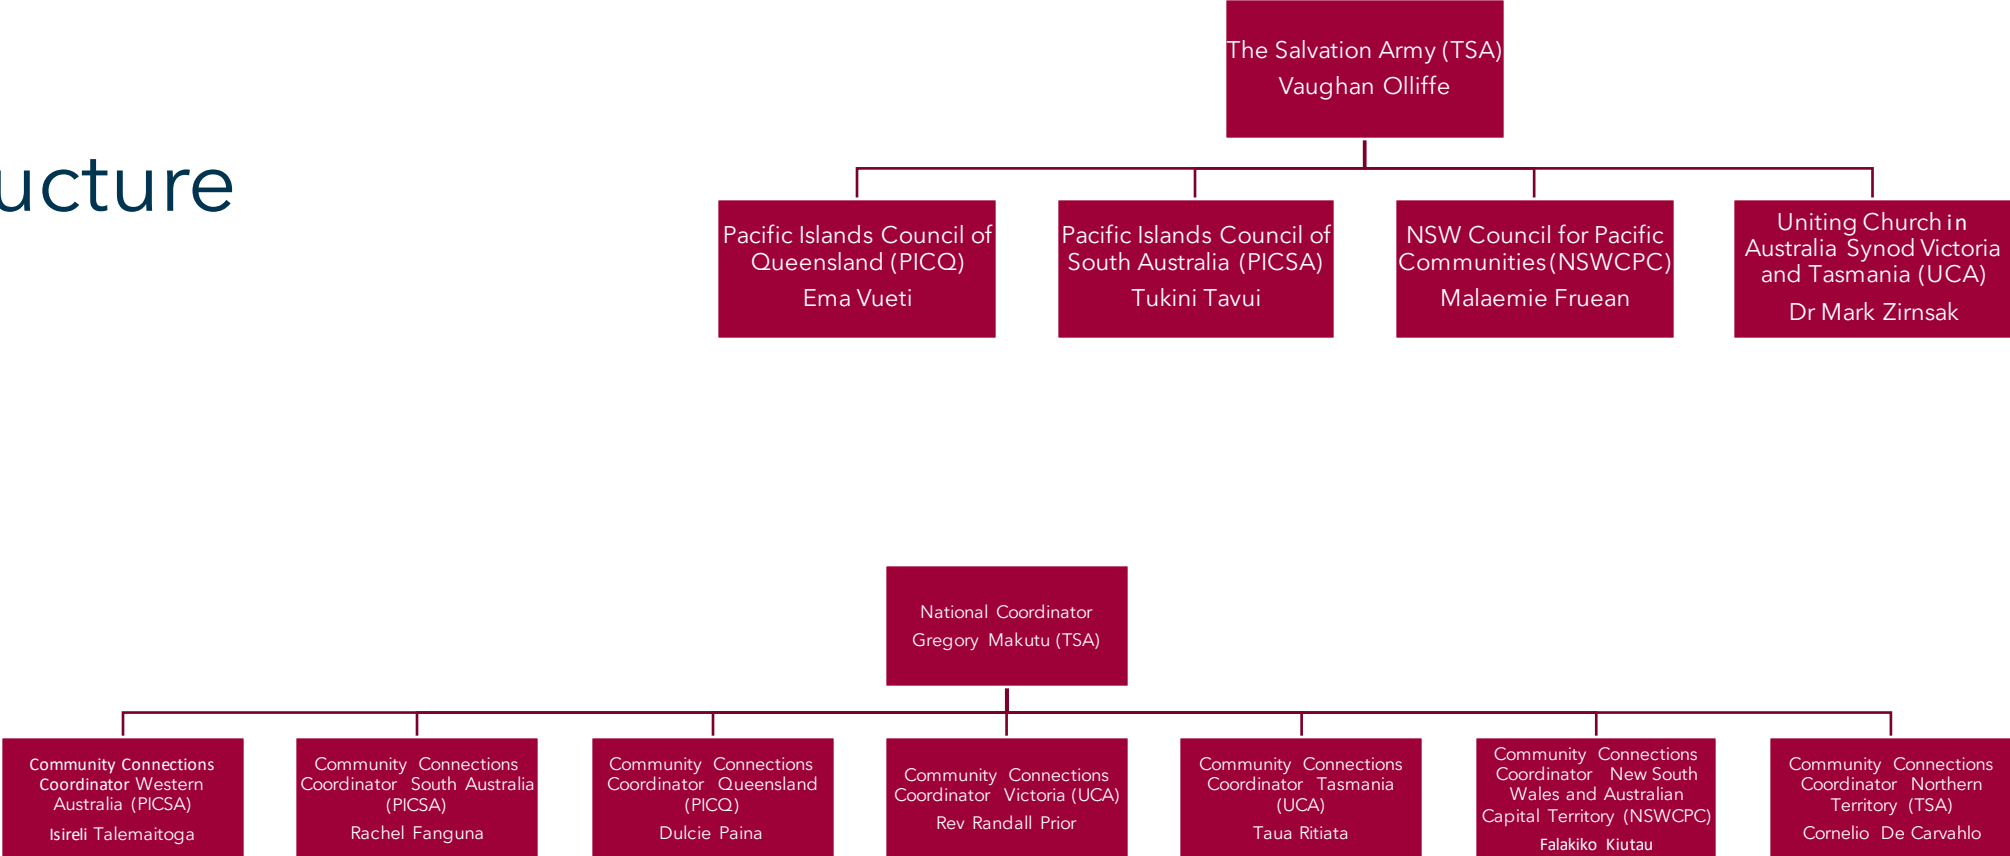 ucture
The Salvation Army (TSA)
Vaughan Olliffe
Pacific Islands Council of
Queensland (PICQ)
Ema Vueti
Pacific Islands Council of
South Australia (PICSA)
Tukini Tavui
NSW Council for Pacific
Communities (NSWCPC)
Malaemie Fruean
Uniting Church in
Australia Synod Victoria
and Tasmania (UCA)
Dr Mark Zirnsak
National Coordinator
Gregory Makutu (TSA)
Community Connections
Coordinator Western
Australia (PICSA)
Isireli Talemaitoga
Community Connections
Coordinator South Australia
(PICSA)
Rachel Fanguna
Community Connections
Coordinator Queensland
(PICQ)
Dulcie Paina
Community Connections
Coordinator Victoria (UCA)
Rev Randall Prior
Community Connections
Coordinator Tasmania
(UCA)
Taua Ritiata
Community Connections
Coordinator New South
Wales and Australian
Capital Territory (NSWCPC)
Falakiko Kiutau
Community Connections
Coordinator Northern
Territory (TSA)
Cornelio De Carvahlo